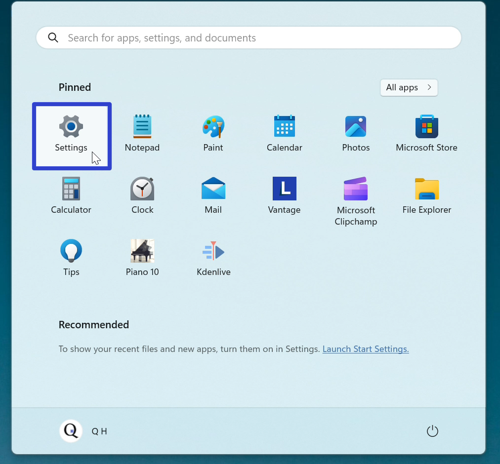 Search for apps, settings, and documents
Pinned
All apps
Settings
Notepad
Paint
Calendar
Photos
Microsoft Store
Calculator
Clock
Mail
L
Vantage
Microsoft
Clipchamp
File Explorer
Tips
Piano 10
Kdenlive
Recommended
To show your recent files and new apps, turn them on in Settings. Launch Start Settings.
Q
Q H